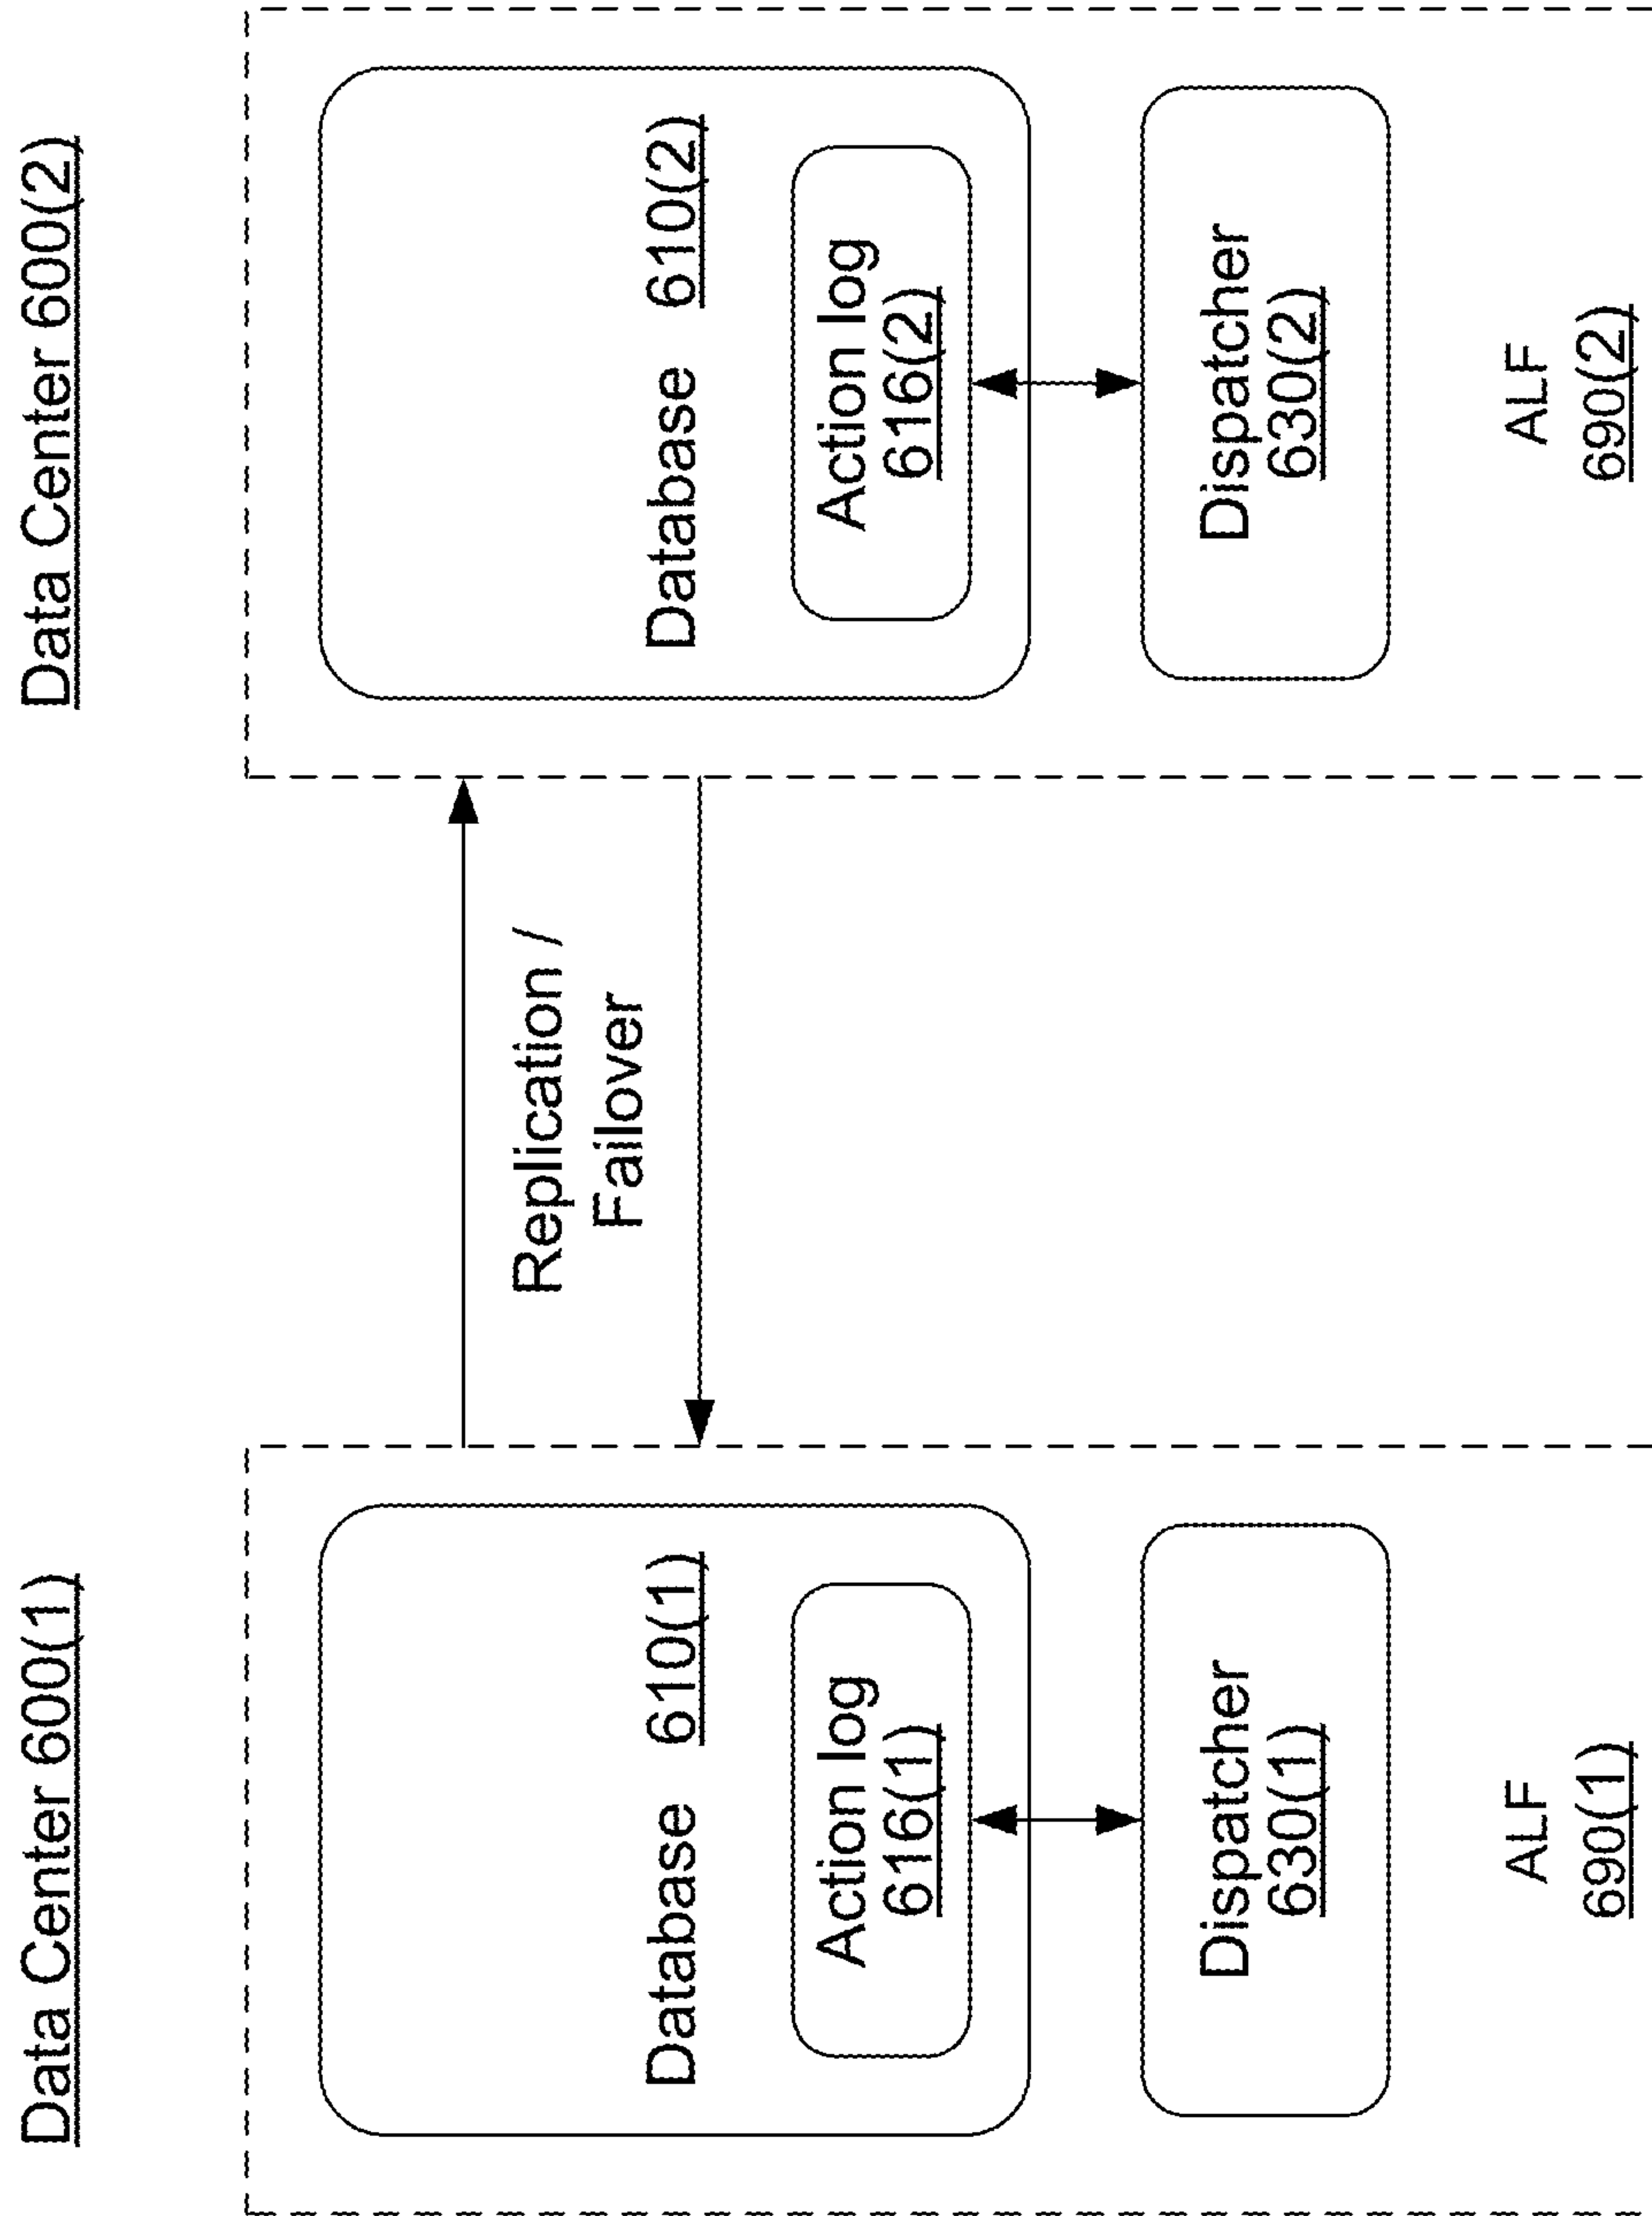 Data Center 600(1)
Database 610(1)
Action log
616(1)
Dispatcher
630(1)
ALF
690(1)
Replication /
Failover
Data Center 600(2)
Database 610(2)
Action log
616(2)
Dispatcher
630(2)
ALF
690(2)